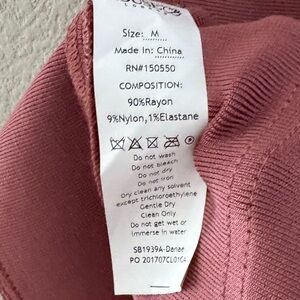 Size: M
Made In: China
RN#150550
COMPOSITION:
90%Rayon
9%Nylon,1%Elastane
Do not wash
Do not bleach
Do not dry
Do not iron
Dry clean any solvent
except trichloroethylene
Gentle Dry
Clean Only
Do not get wet or
immerse in water
SB1939A-Danae
PO 201707CL01CA